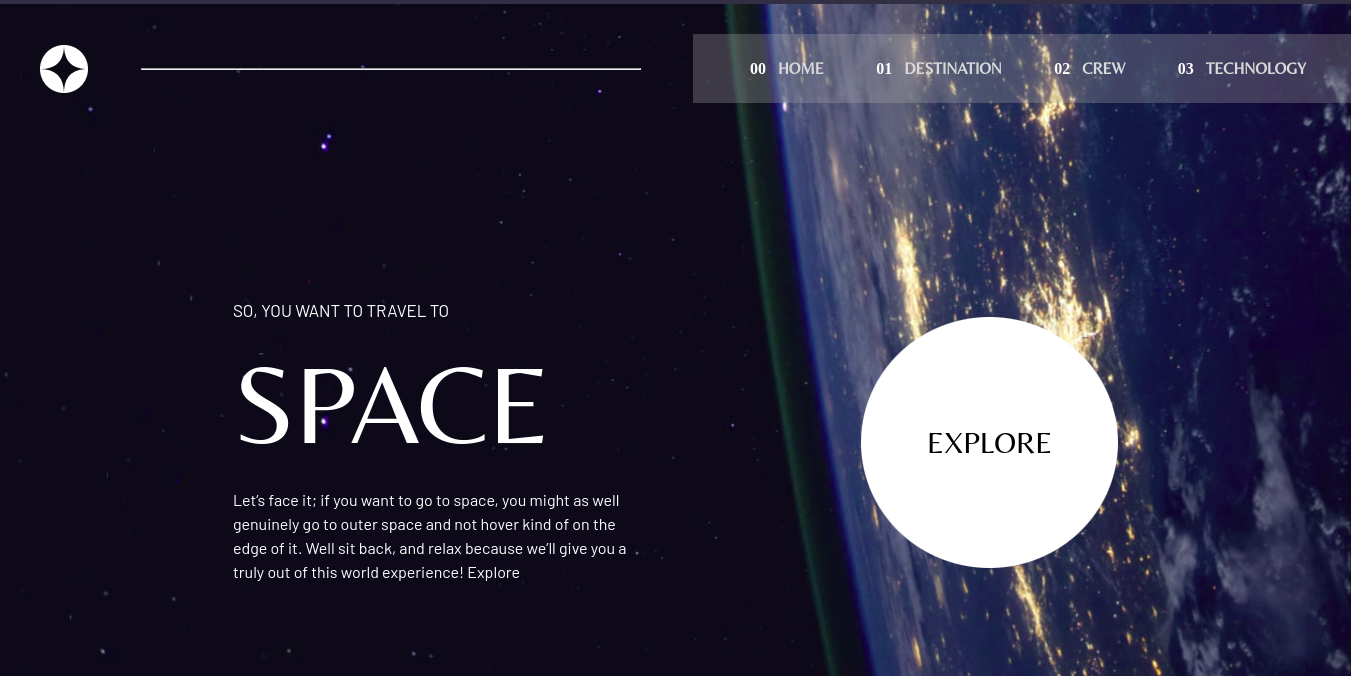 00 HOME 01 DESTINATION 02 CREW 03 TECHNOLOGY
SO, YOU WANT TO TRAVEL TO
SPACE
Let's face it; if you want to go to space, you might as well
genuinely go to outer space and not hover kind of on the
edge of it. Well sit back, and relax because we'll give you a
truly out of this world experience! Explore
EXPLORE